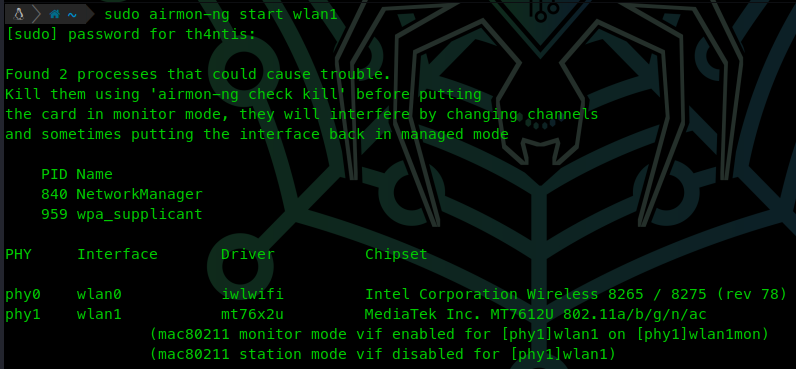 ~ sudo airmon-ng start wlan1
[sudo] password for th4ntis:
Found 2 processes that could cause trouble.
Kill them using 'airmon-ng check kill' before putting
the card in monitor mode, they will interfere by changing channels
and sometimes putting the interface back in managed mode
PID Name
840 NetworkManager
959 wpa_supplicant
PHY Interface Driver Chipset
phy0 wlan0 iwlwifi Intel Corporation Wireless 8265 / 8275 (rev 78)
phy1 wlan1 mt76x2u MediaTek Inc. MT7612U 802.11a/b/g/n/ac
(mac80211 monitor mode vif enabled for [phy1]wlan1 on [phy1]wlan1mon)
(mac80211 station mode vif disabled for [phy1]wlan1)